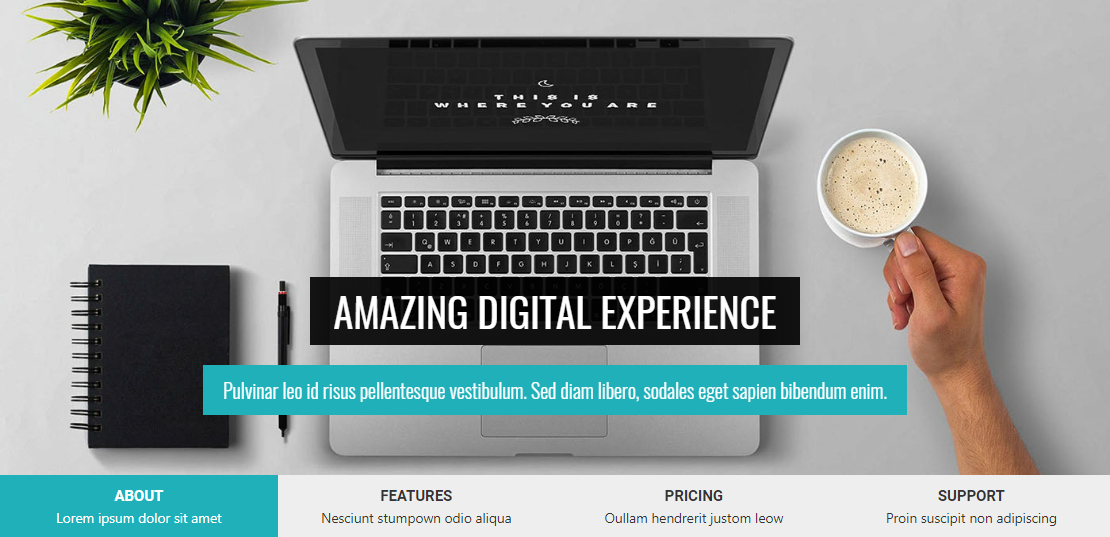 THIS IS
WHERE YOU ARE
AMAZING DIGITAL EXPERIENCE
Pulvinar leo id risus pellentesque vestibulum. Sed diam libero, sodales eget sapien bibendum enim.
ABOUT
Lorem ipsum dolor sit amet
FEATURES
Nesciunt stumpown odio aliqua
PRICING
Oullam hendrerit justom leow
SUPPORT
Proin suscipit non adipiscing